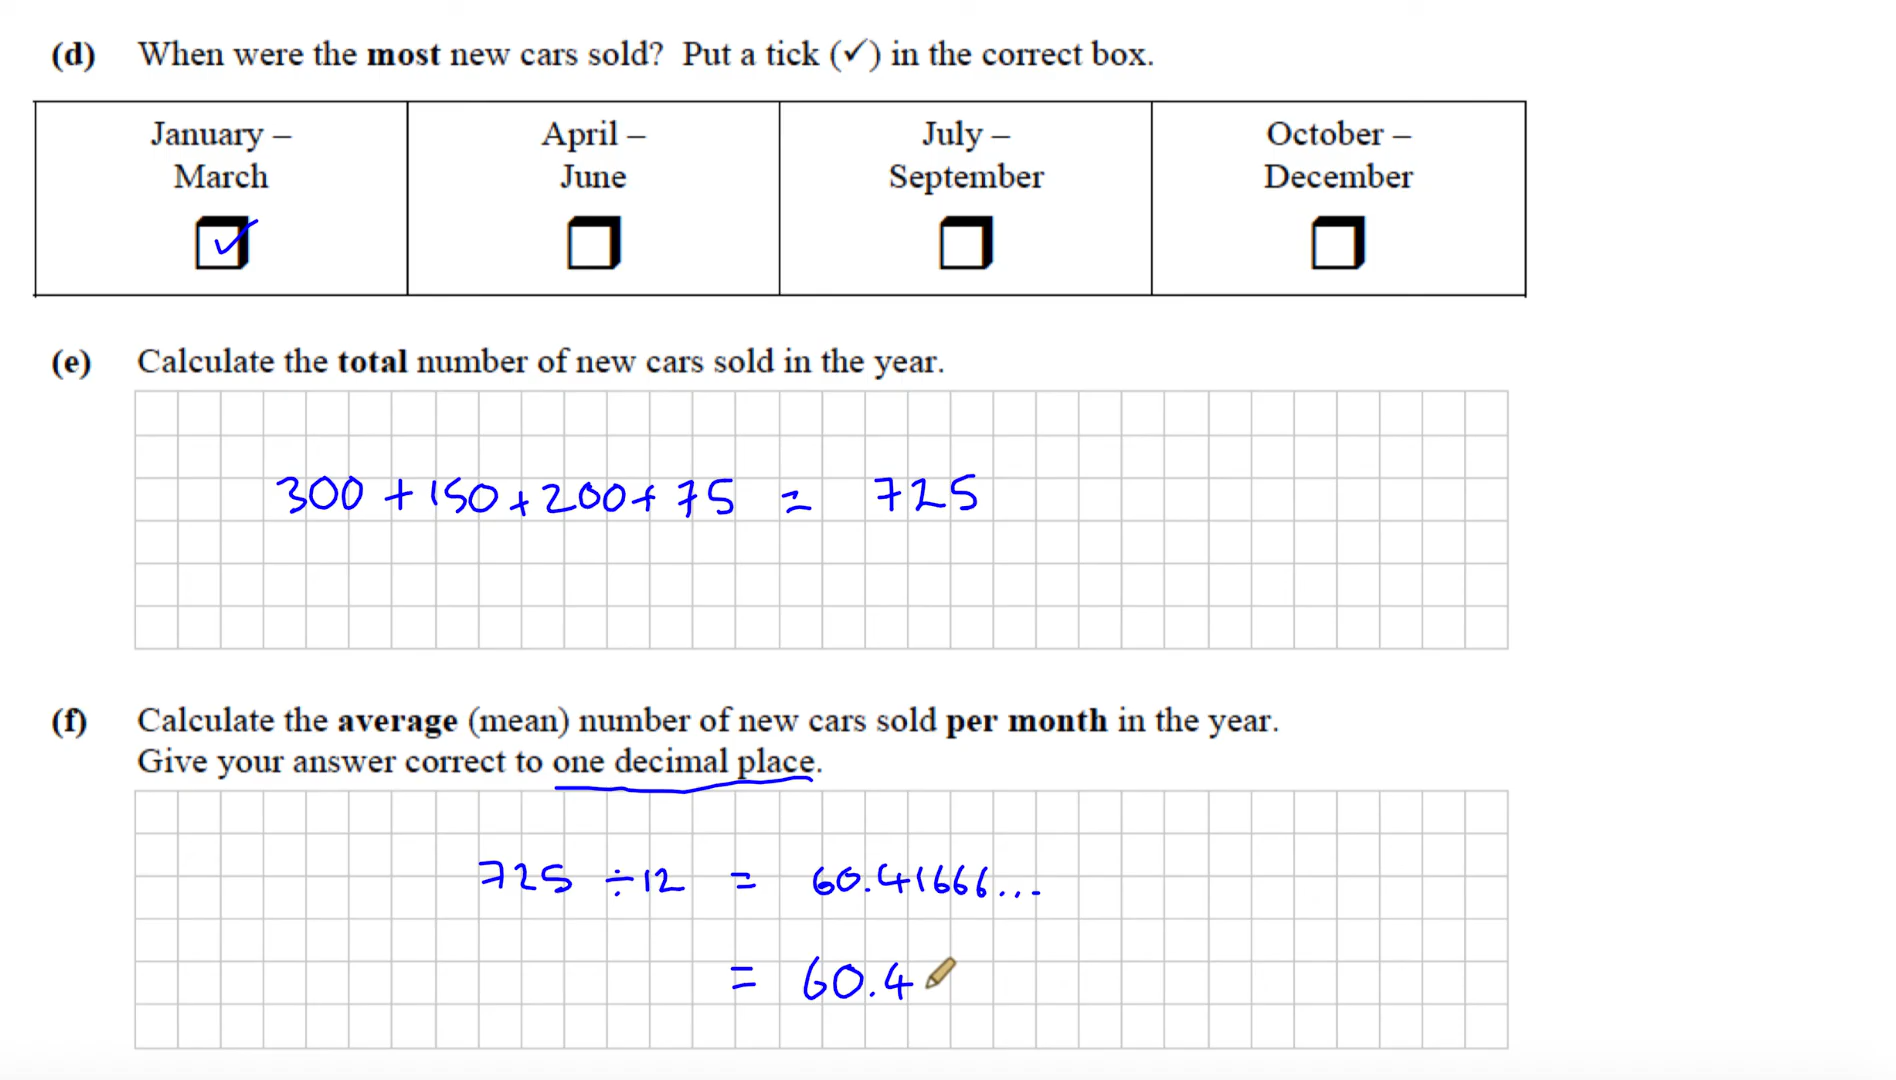 (d) When were the most new cars sold? Put a tick (✓) in the correct box.
January – April – July – October –
March June September December
✓
(e) Calculate the total number of new cars sold in the year.
300 + 150 + 200 + 75 = 725
(f) Calculate the average (mean) number of new cars sold per month in the year.
Give your answer correct to one decimal place.
725 ÷ 12 = 60.41666...
= 60.4